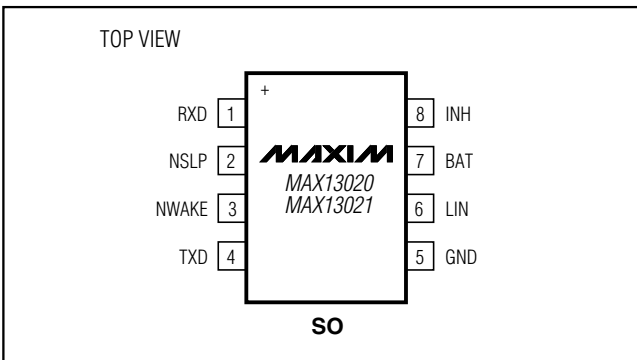 TOP VIEW
+
RXD 1
NSLP 2
NWAKE 3
TXD 4
MAXIM
MAX13020
MAX13021
8 INH
7 BAT
6 LIN
5 GND
SO